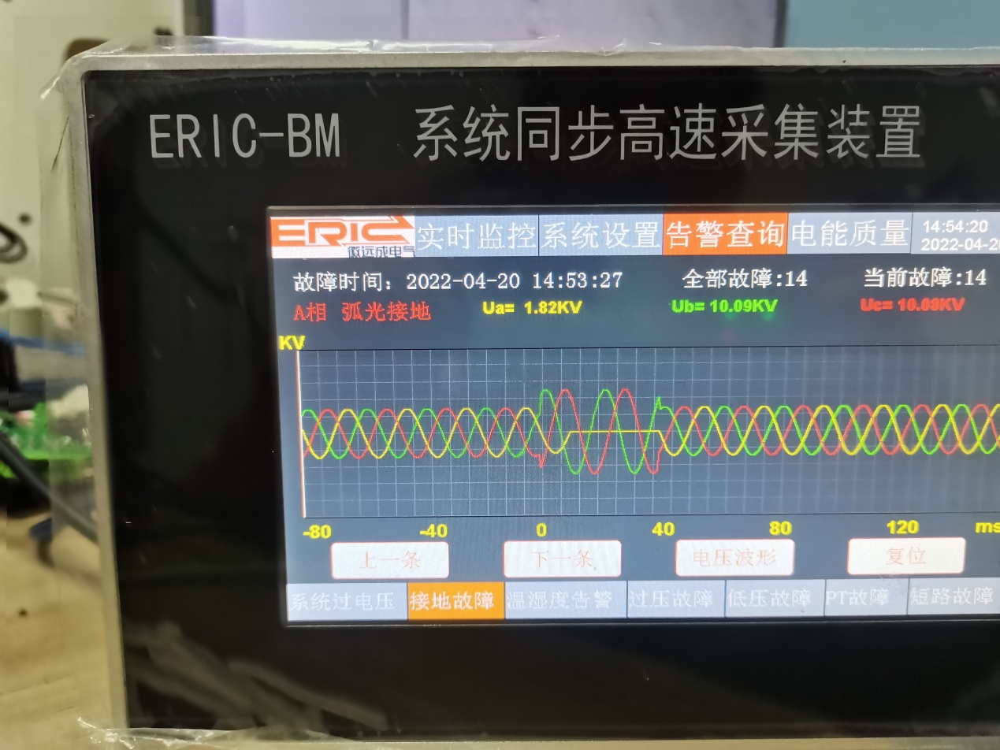 ERIC-BM 系统同步高速采集装置
ERIC 实时监控 系统设置 告警查询 电能质量 14:54:20
徽远成电气 2022-04-20
故障时间: 2022-04-20 14:53:27 全部故障:14 当前故障:14
A相 弧光接地 Ua= 1.82KV Ub= 10.09KV Uc= 10.08KV
KV
-80 -40 0 40 80 120 ms
上一条 下一条 电压波形 复位
系统过电压 接地故障 温湿度告警 过压故障 低压故障 PT故障 短路故障